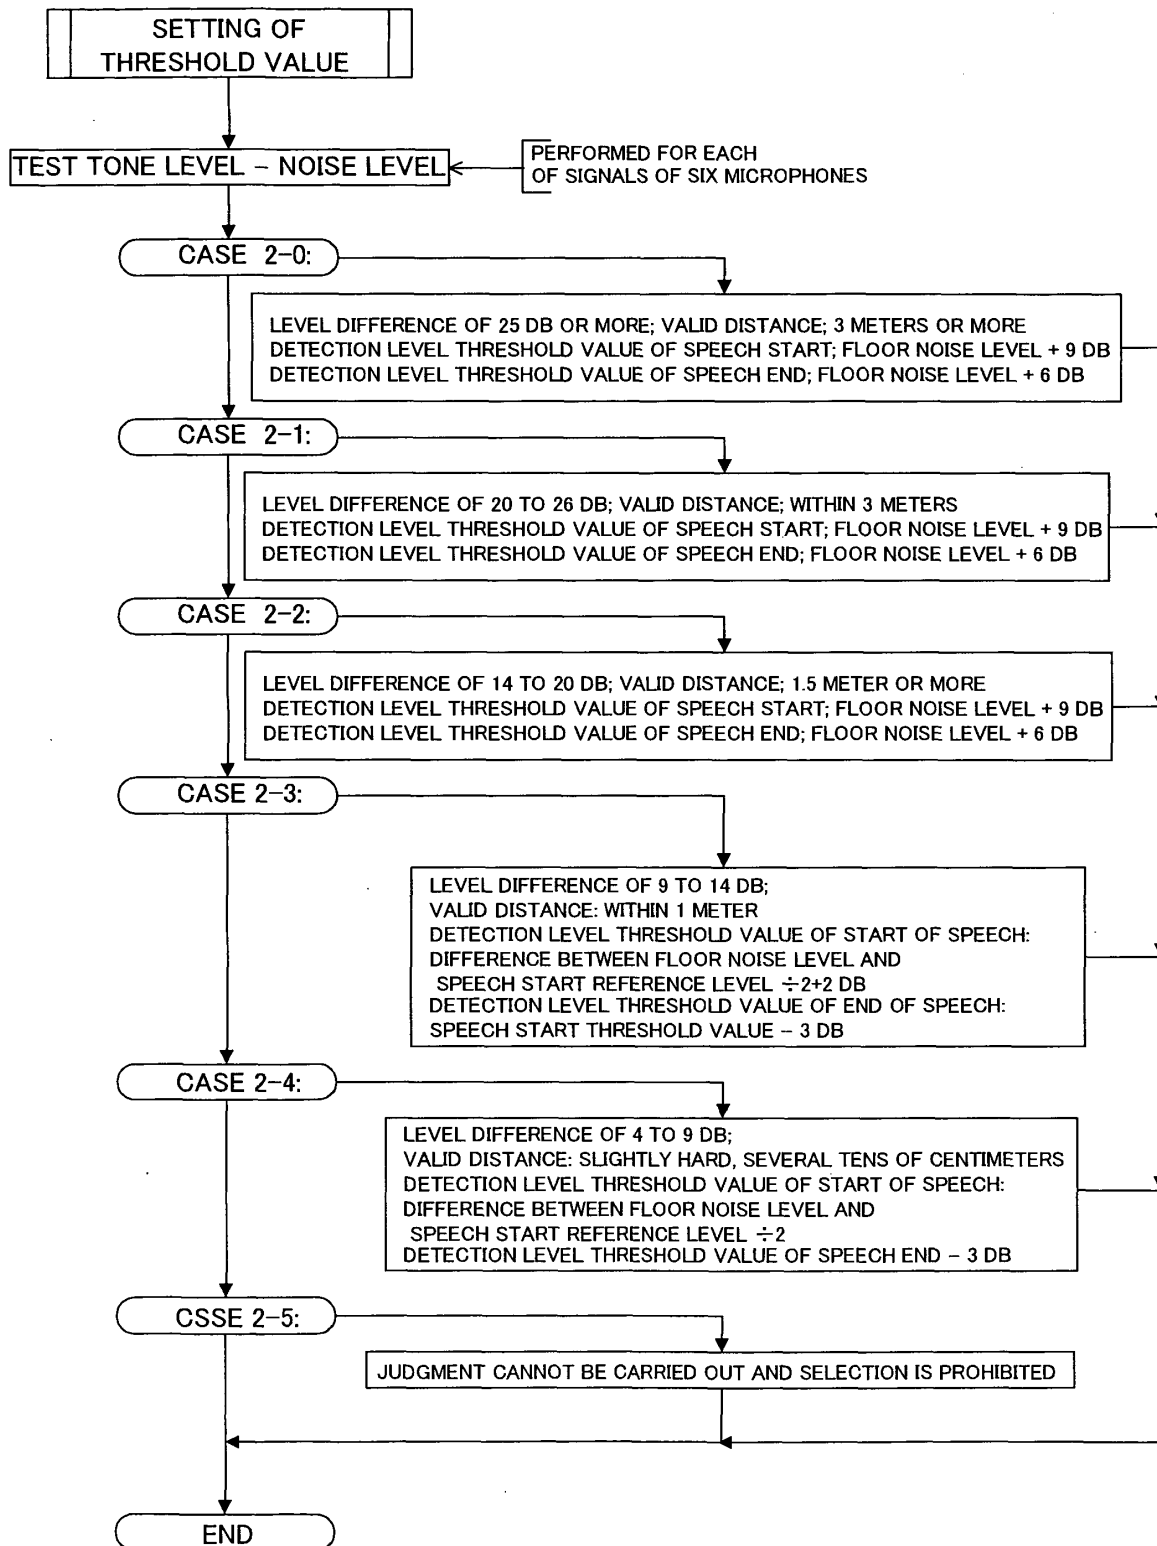 SETTING OF
THRESHOLD VALUE
TEST TONE LEVEL – NOISE LEVEL
PERFORMED FOR EACH
OF SIGNALS OF SIX MICROPHONES
CASE 2-0:
LEVEL DIFFERENCE OF 25 DB OR MORE; VALID DISTANCE; 3 METERS OR MORE
DETECTION LEVEL THRESHOLD VALUE OF SPEECH START; FLOOR NOISE LEVEL + 9 DB
DETECTION LEVEL THRESHOLD VALUE OF SPEECH END; FLOOR NOISE LEVEL + 6 DB
CASE 2-1:
LEVEL DIFFERENCE OF 20 TO 26 DB; VALID DISTANCE; WITHIN 3 METERS
DETECTION LEVEL THRESHOLD VALUE OF SPEECH START; FLOOR NOISE LEVEL + 9 DB
DETECTION LEVEL THRESHOLD VALUE OF SPEECH END; FLOOR NOISE LEVEL + 6 DB
CASE 2-2:
LEVEL DIFFERENCE OF 14 TO 20 DB; VALID DISTANCE; 1.5 METER OR MORE
DETECTION LEVEL THRESHOLD VALUE OF SPEECH START; FLOOR NOISE LEVEL + 9 DB
DETECTION LEVEL THRESHOLD VALUE OF SPEECH END; FLOOR NOISE LEVEL + 6 DB
CASE 2-3:
LEVEL DIFFERENCE OF 9 TO 14 DB;
VALID DISTANCE: WITHIN 1 METER
DETECTION LEVEL THRESHOLD VALUE OF START OF SPEECH:
DIFFERENCE BETWEEN FLOOR NOISE LEVEL AND
SPEECH START REFERENCE LEVEL ÷2+2 DB
DETECTION LEVEL THRESHOLD VALUE OF END OF SPEECH:
SPEECH START THRESHOLD VALUE – 3 DB
CASE 2-4:
LEVEL DIFFERENCE OF 4 TO 9 DB;
VALID DISTANCE: SLIGHTLY HARD, SEVERAL TENS OF CENTIMETERS
DETECTION LEVEL THRESHOLD VALUE OF START OF SPEECH:
DIFFERENCE BETWEEN FLOOR NOISE LEVEL AND
SPEECH START REFERENCE LEVEL ÷2
DETECTION LEVEL THRESHOLD VALUE OF SPEECH END – 3 DB
CSSE 2-5:
JUDGMENT CANNOT BE CARRIED OUT AND SELECTION IS PROHIBITED
END